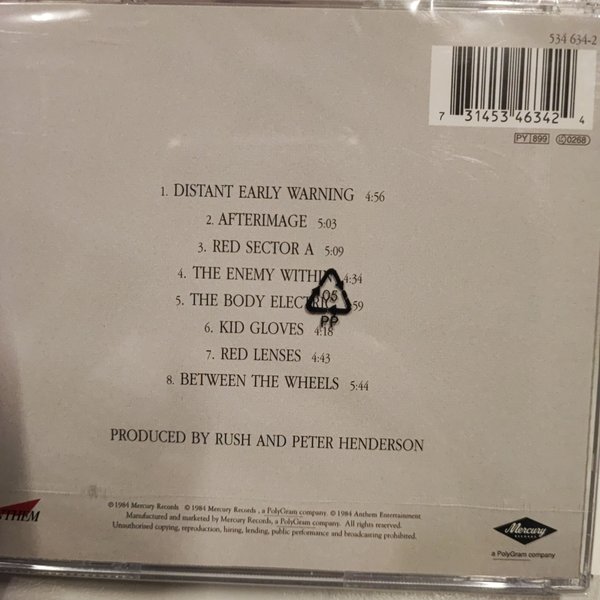 534 634-2
7 31453 46342 4
PY 899 0268
1. DISTANT EARLY WARNING 4:56
2. AFTERIMAGE 5:03
3. RED SECTOR A 5:09
4. THE ENEMY WITHIN 4:34
5. THE BODY ELECTRIC :59
05
PP
6. KID GLOVES 4:18
7. RED LENSES 4:43
8. BETWEEN THE WHEELS 5:44
PRODUCED BY RUSH AND PETER HENDERSON
℗ 1984 Mercury Records © 1984 Mercury Records , a PolyGram company. © 1984 Anthem Entertainment
Manufactured and marketed by Mercury Records, a PolyGram company. All rights reserved.
Unauthorised copying, reproduction, hiring, lending, public performance and broadcasting prohibited.
NTHEM
Mercury
RECORDS
a PolyGram company